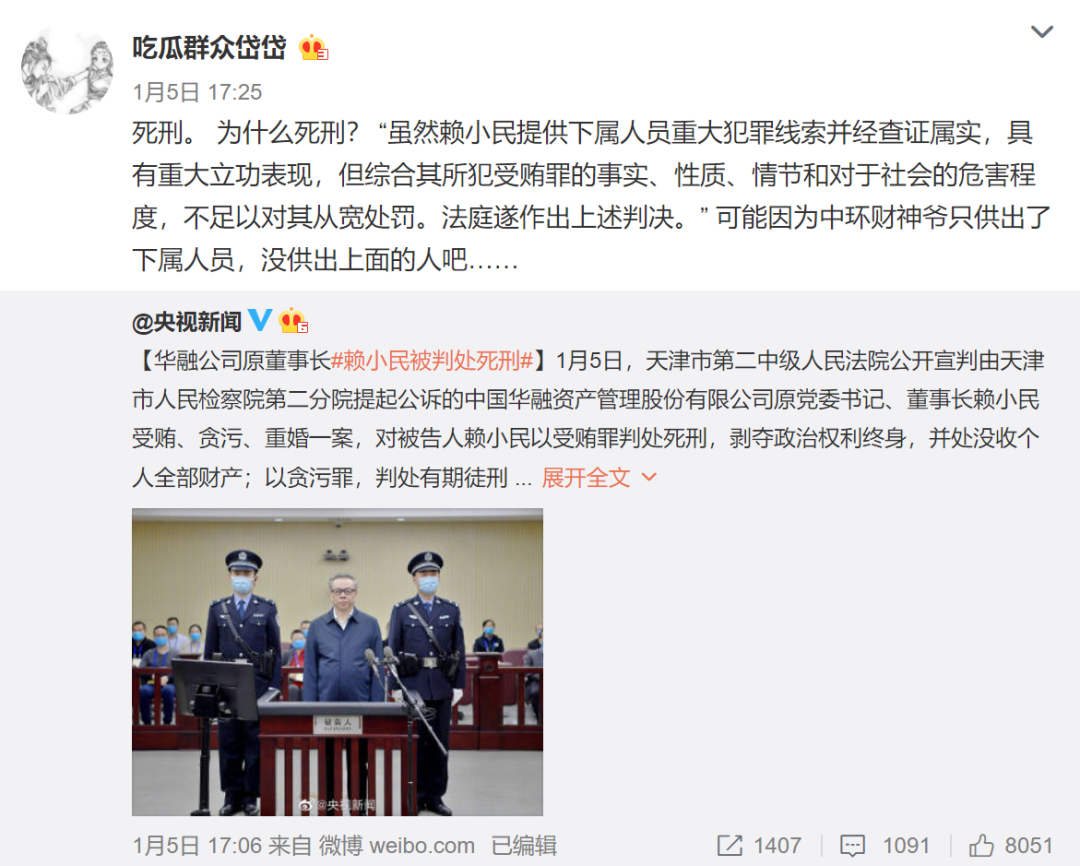 吃瓜群众岱岱
1月5日 17:25
死刑。 为什么死刑？ “虽然赖小民提供下属人员重大犯罪线索并经查证属实，具
有重大立功表现，但综合其所犯受贿罪的事实、性质、情节和对于社会的危害程
度，不足以对其从宽处罚。法庭遂作出上述判决。” 可能因为中环财神爷只供出了
下属人员，没供出上面的人吧……
@央视新闻
【华融公司原董事长#赖小民被判处死刑#】1月5日，天津市第二中级人民法院公开宣判由天津
市人民检察院第二分院提起公诉的中国华融资产管理股份有限公司原党委书记、董事长赖小民
受贿、贪污、重婚一案，对被告人赖小民以受贿罪判处死刑，剥夺政治权利终身，并处没收个
人全部财产；以贪污罪，判处有期徒刑 ... 展开全文
被告人
@央视新闻
1月5日 17:06 来自 微博 weibo.com 已编辑 1407 1091 8051